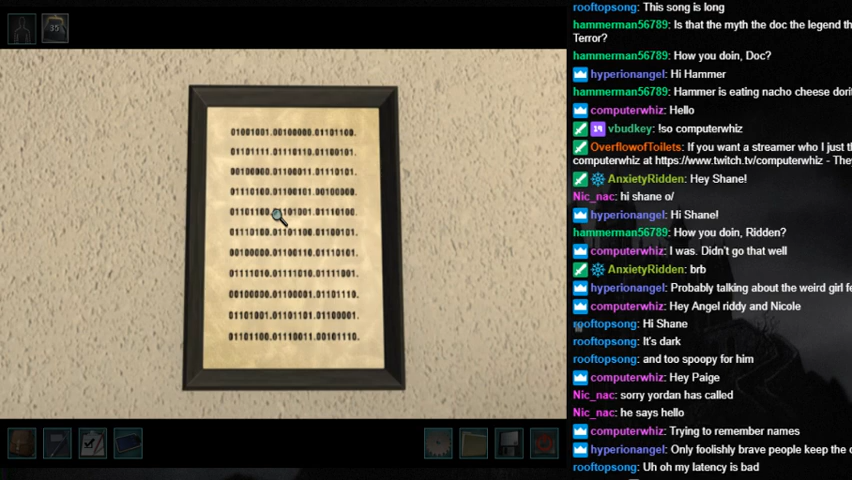 35
01001001.00100000.01101100.
01101111.01110110.01100101.
00100000.01100011.01110101.
01110100.01100101.00100000.
01101100.01101001.01110100.
01110100.01101100.01100101.
00100000.01100110.01110101.
01111010.01111010.01111001.
00100000.01100001.01101110.
01101001.01101101.01100001.
01101100.01110011.00101110.
rooftopsong: This song is long
hammerman56789: Is that the myth the doc the legend
Terror?
hammerman56789: How you doin, Doc?
hyperionangel: Hi Hammer
hammerman56789: Hammer is eating nacho cheese
computerwhiz: Hello
19 vbudkey: !so computerwhiz
OverflowofToilets: If you want a streamer who I just
computerwhiz at https://www.twitch.tv/computerwhiz -
AnxietyRidden: Hey Shane!
Nic_nac: hi shane o/
hyperionangel: Hi Shane!
hammerman56789: How you doin, Ridden?
computerwhiz: I was. Didn't go that well
AnxietyRidden: brb
hyperionangel: Probably talking about the weird girl
computerwhiz: Hey Angel riddy and Nicole
rooftopsong: Hi Shane
rooftopsong: It's dark
rooftopsong: and too spoopy for him
computerwhiz: Hey Paige
Nic_nac: sorry yordan has called
Nic_nac: he says hello
computerwhiz: Trying to remember names
hyperionangel: Only foolishly brave people keep the
rooftopsong: Uh oh my latency is bad